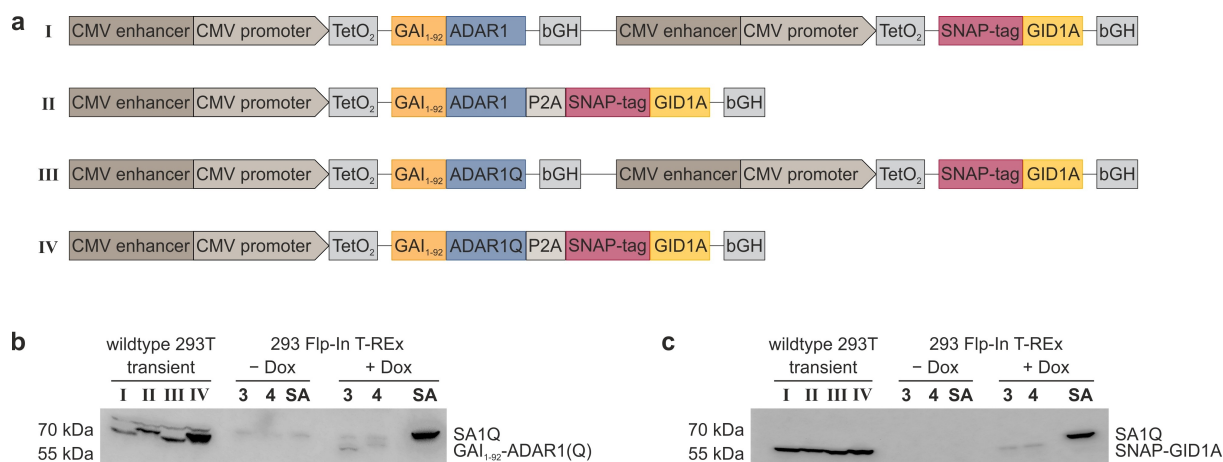 a
I CMV enhancer CMV promoter TetO₂ GAI₁₋₉₂ ADAR1 bGH CMV enhancer CMV promoter TetO₂ SNAP-tag GID1A bGH
II CMV enhancer CMV promoter TetO₂ GAI₁₋₉₂ ADAR1 P2A SNAP-tag GID1A bGH
III CMV enhancer CMV promoter TetO₂ GAI₁₋₉₂ ADAR1Q bGH CMV enhancer CMV promoter TetO₂ SNAP-tag GID1A bGH
IV CMV enhancer CMV promoter TetO₂ GAI₁₋₉₂ ADAR1Q P2A SNAP-tag GID1A bGH
b
wildtype 293T 293 Flp-In T-REx
transient − Dox + Dox
I II III IV 3 4 SA 3 4 SA
70 kDa SA1Q
55 kDa GAI₁₋₉₂-ADAR1(Q)
c
wildtype 293T 293 Flp-In T-REx
transient − Dox + Dox
I II III IV 3 4 SA 3 4 SA
70 kDa SA1Q
55 kDa SNAP-GID1A